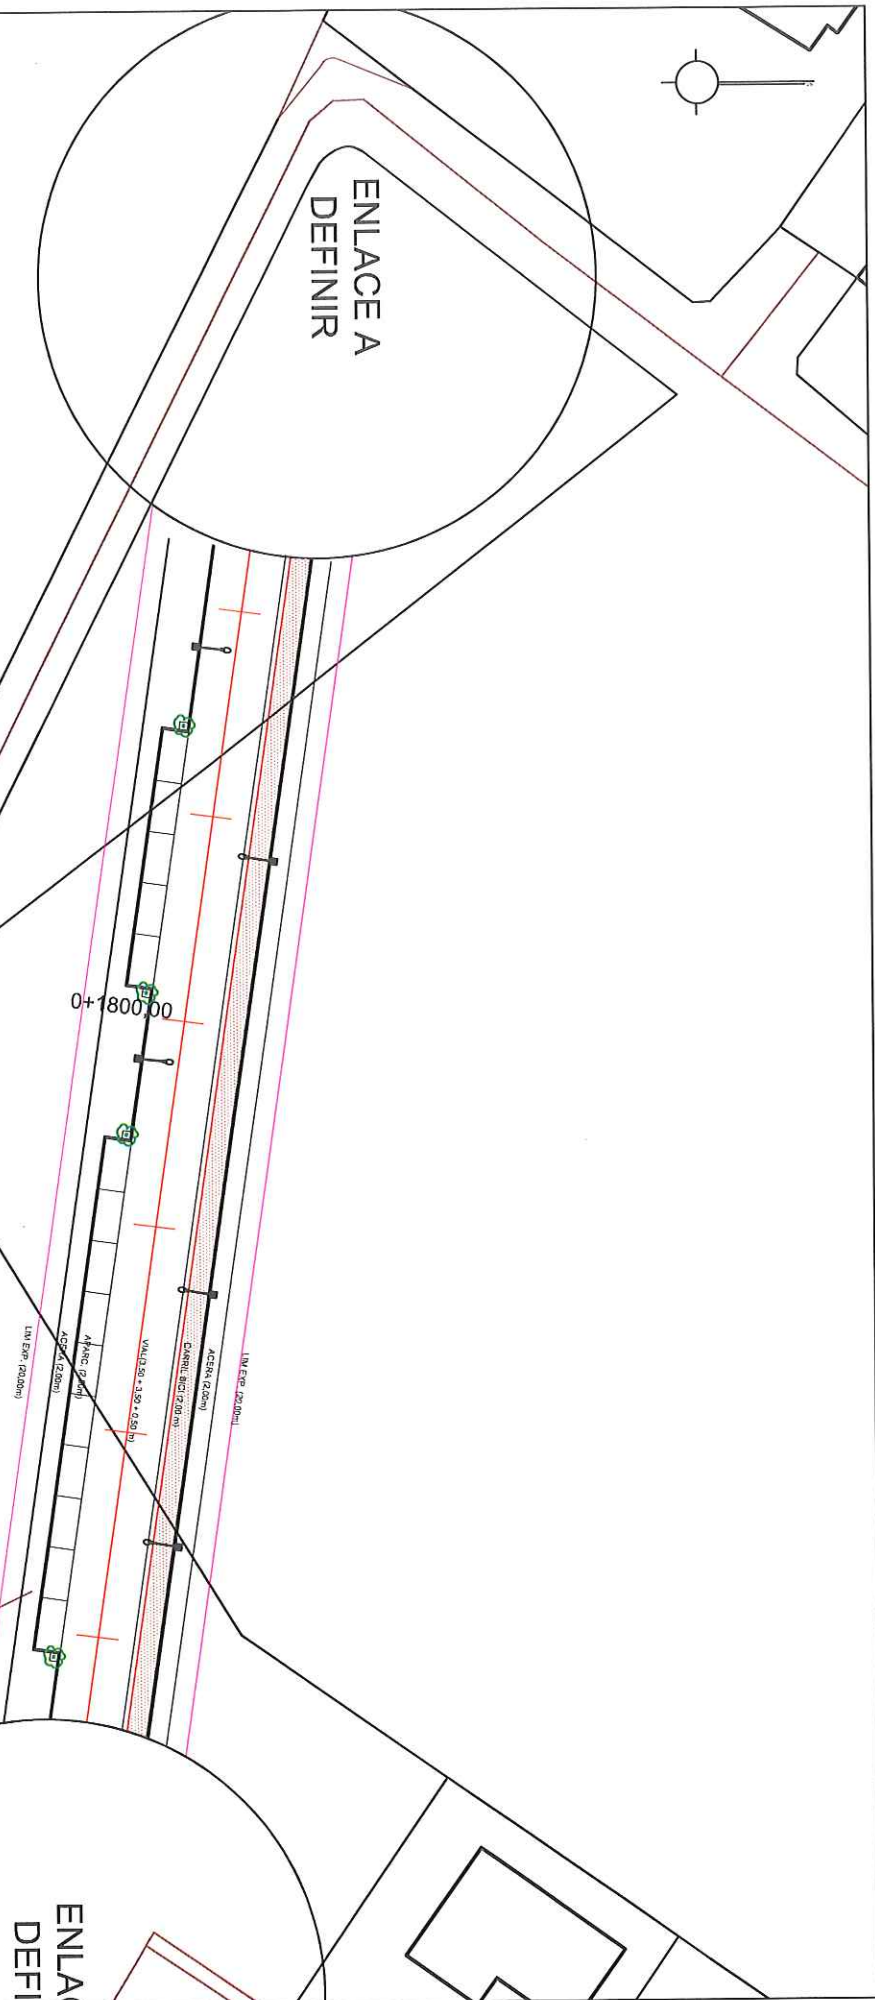 ENLACE A
DEFINIR
0+1800,00
LIM EXP. (20,00m)
ACERA (2,00m)
CARRIL BICI (2,00 m)
VIAL(3.50 + 3.50 + 0.50 m)
APARC. (2,00m)
ACERA (2,00m)
LIM EXP. (20,00m)
ENLAC
DEFI